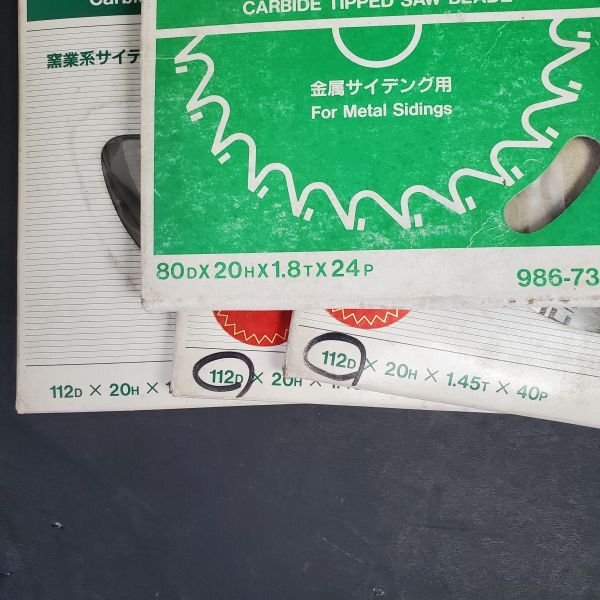 CARBIDE TIPPED SAW BLADE
金属サイデング用
For Metal Sidings
80D×20H×1.8T×24P
986-73
Carbid
窯業系サイデ
112D × 20H × 1
112D × 20H ×
112D × 20H × 1.45T × 40P